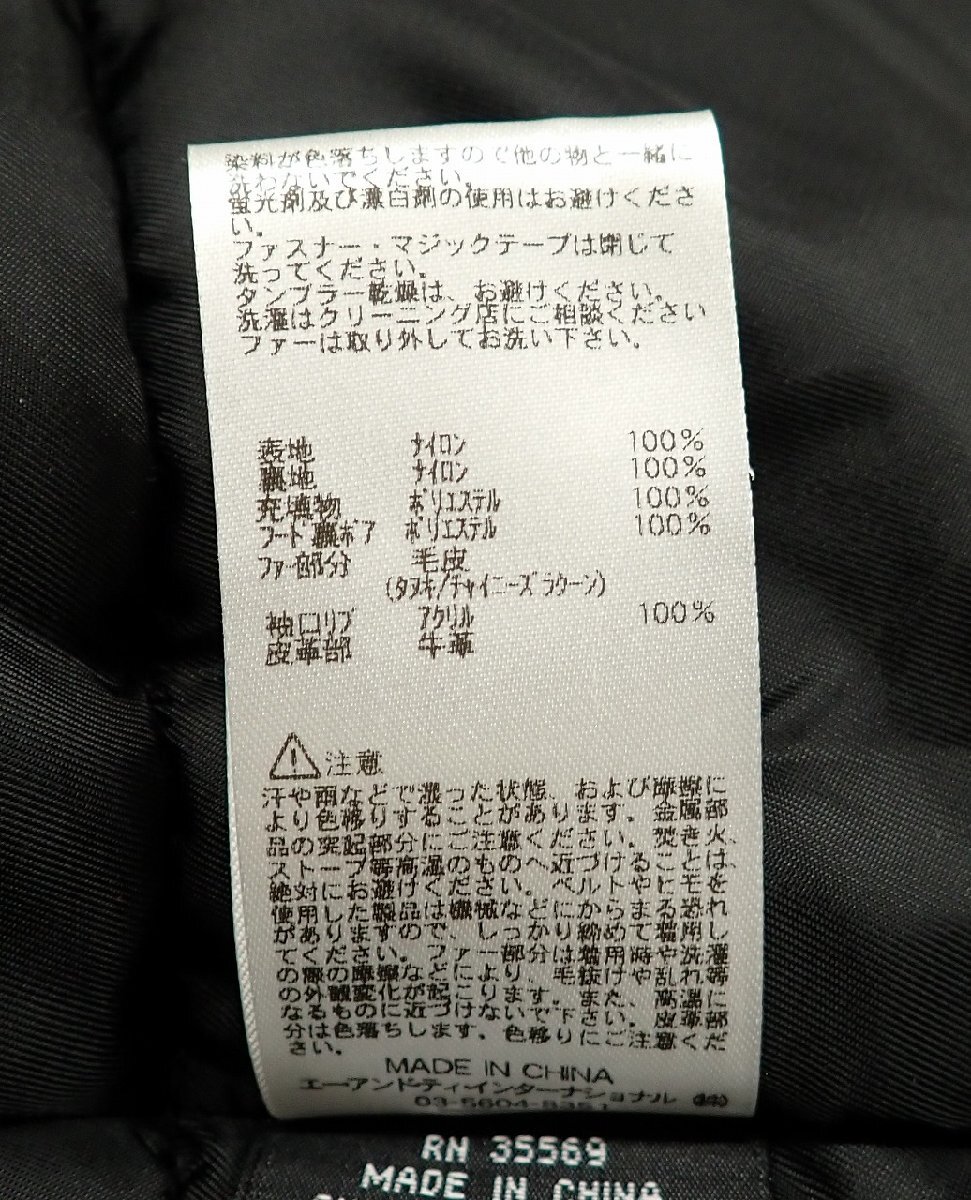 染料が色落ちしますので他の物と一緒に
洗わないでください。
蛍光剤及び漂白剤の使用はお避けくださ
い。
ファスナー・マジックテープは閉じて
洗ってください。
タンブラー乾燥は、お避けください。
洗濯はクリーニング店にご相談ください
ファーは取り外してお洗い下さい。
表地 ナイロン 100%
裏地 ナイロン 100%
充填物 ポリエステル 100%
フード裏ボア ポリエステル 100%
ファー部分 毛皮
(タヌキ/チャイニーズラクーン)
袖口リブ アクリル 100%
皮革部 牛革
注意
汗や雨などで湿った状態、および摩擦に
より色移りすることがあります。金属部
品の突起部分にご注意ください。焚き火、
ストーブ等高温のものへ近づけることは、
絶対にお避けください。ベルトやヒモを
使用した製品は機械などにからまる恐れ
がありますので、しっかり締めて着用し
てください。ファー部分は着用時や洗濯
の際の摩擦などにより、毛抜けや乱れ等
の外観変化が起こります。また、高温に
なるものに近づけないで下さい。皮革部
分は色落ちします、色移りにご注意くだ
さい。
MADE IN CHINA
エーアンドティインターナショナル ㈱
03-5604-8351
RN 35569
MADE IN CHINA